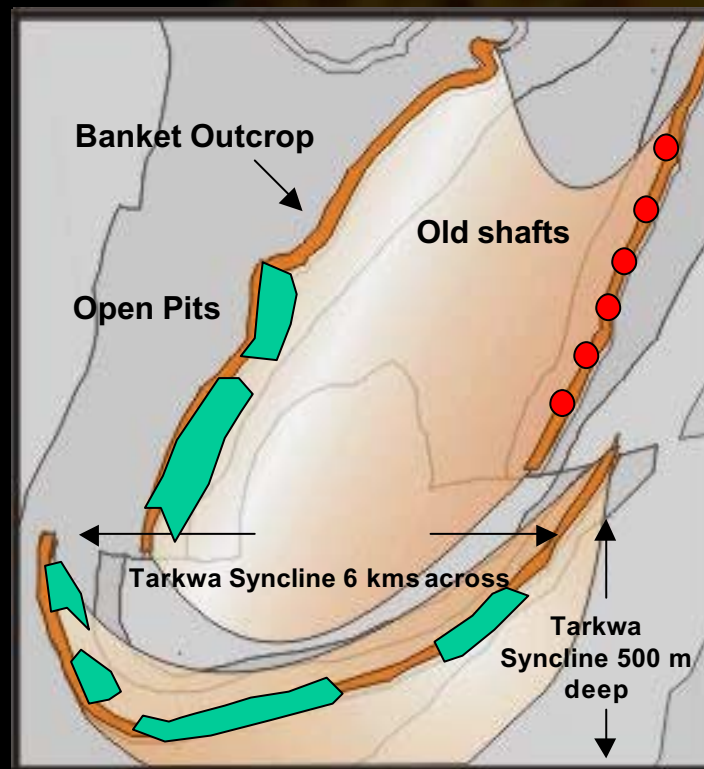 Banket Outcrop
Old shafts
Open Pits
Tarkwa Syncline 6 kms across
Tarkwa
Syncline 500 m
deep